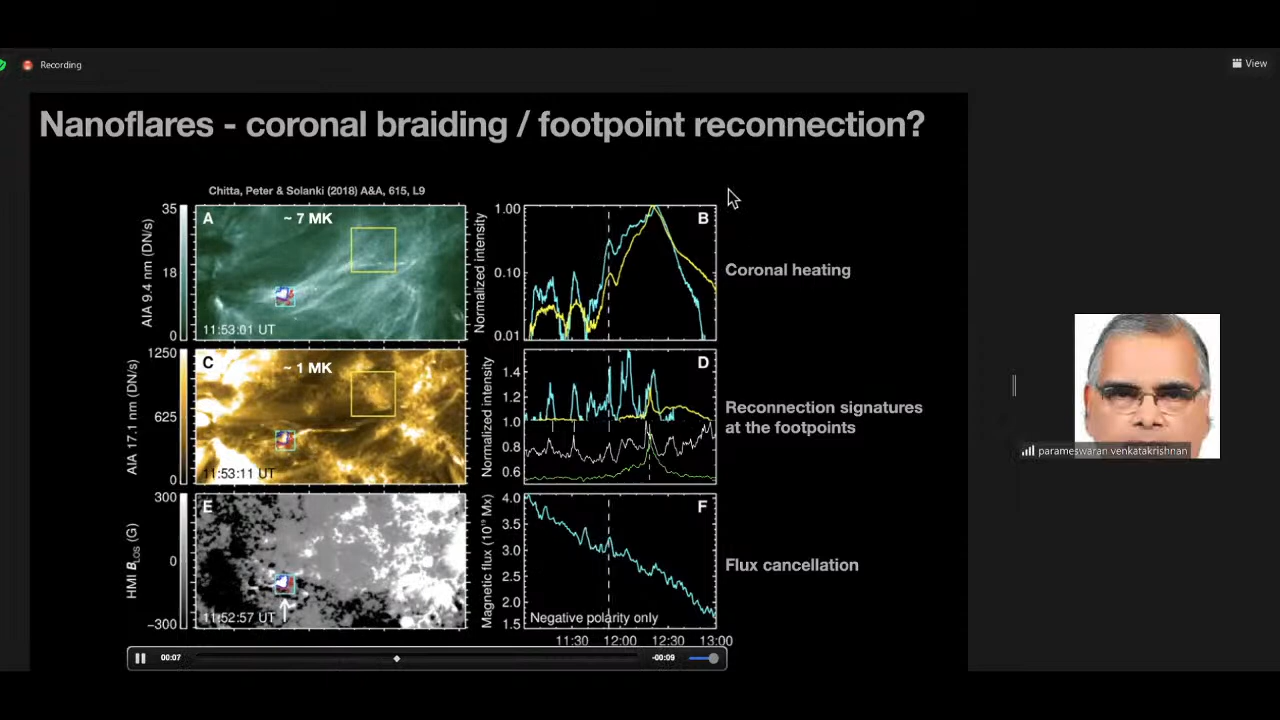 Recording
View
Nanoflares - coronal braiding / footpoint reconnection?
Chitta, Peter & Solanki (2018) A&A, 615, L9
AIA 9.4 nm (DN/s)
35
18
0
A
~ 7 MK
11:53:01 UT
Normalized intensity
1.00
0.10
0.01
B
Coronal heating
AIA 17.1 nm (DN/s)
1250
625
0
C
~ 1 MK
11:53:11 UT
Normalized intensity
1.4
1.2
1.0
0.8
0.6
D
Reconnection signatures
at the footpoints
HMI BLOS (G)
300
0
−300
E
11:52:57 UT
Magnetic flux (10¹⁹ Mx)
4.0
3.5
3.0
2.5
2.0
1.5
F
Negative polarity only
Flux cancellation
11:30 12:00 12:30 13:00
00:07
-00:09
parameswaran venkatakrishnan